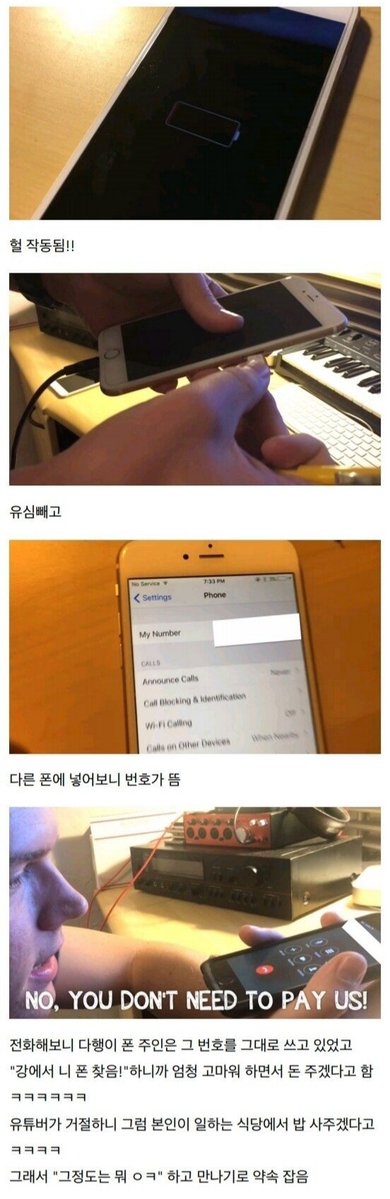 헐 작동됨!!
유심빼고
No Service 7:33 PM 3%
Settings Phone
My Number
CALLS
Announce Calls Never
Call Blocking & Identification
Wi-Fi Calling Off
Calls on Other Devices When Nearby
다른 폰에 넣어보니 번호가 뜸
NO, YOU DON'T NEED TO PAY US!
전화해보니 다행이 폰 주인은 그 번호를 그대로 쓰고 있었고
"강에서 니 폰 찾음!"하니까 엄청 고마워 하면서 돈 주겠다고 함
ㅋㅋㅋㅋㅋㅋ
유튜버가 거절하니 그럼 본인이 일하는 식당에서 밥 사주겠다고
ㅋㅋㅋㅋ
그래서 "그정도는 뭐 ㅇㅋ" 하고 만나기로 약속 잡음